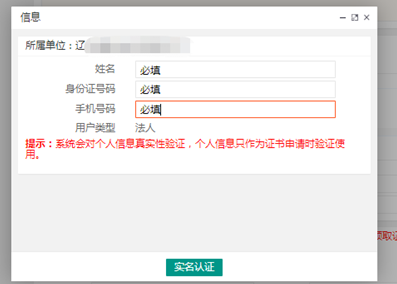 信息
所属单位：辽
姓名 必填
身份证号码 必填
手机号码 必填
用户类型 法人
提示：系统会对个人信息真实性验证，个人信息只作为证书申请时验证使
用。
领取
实名认证